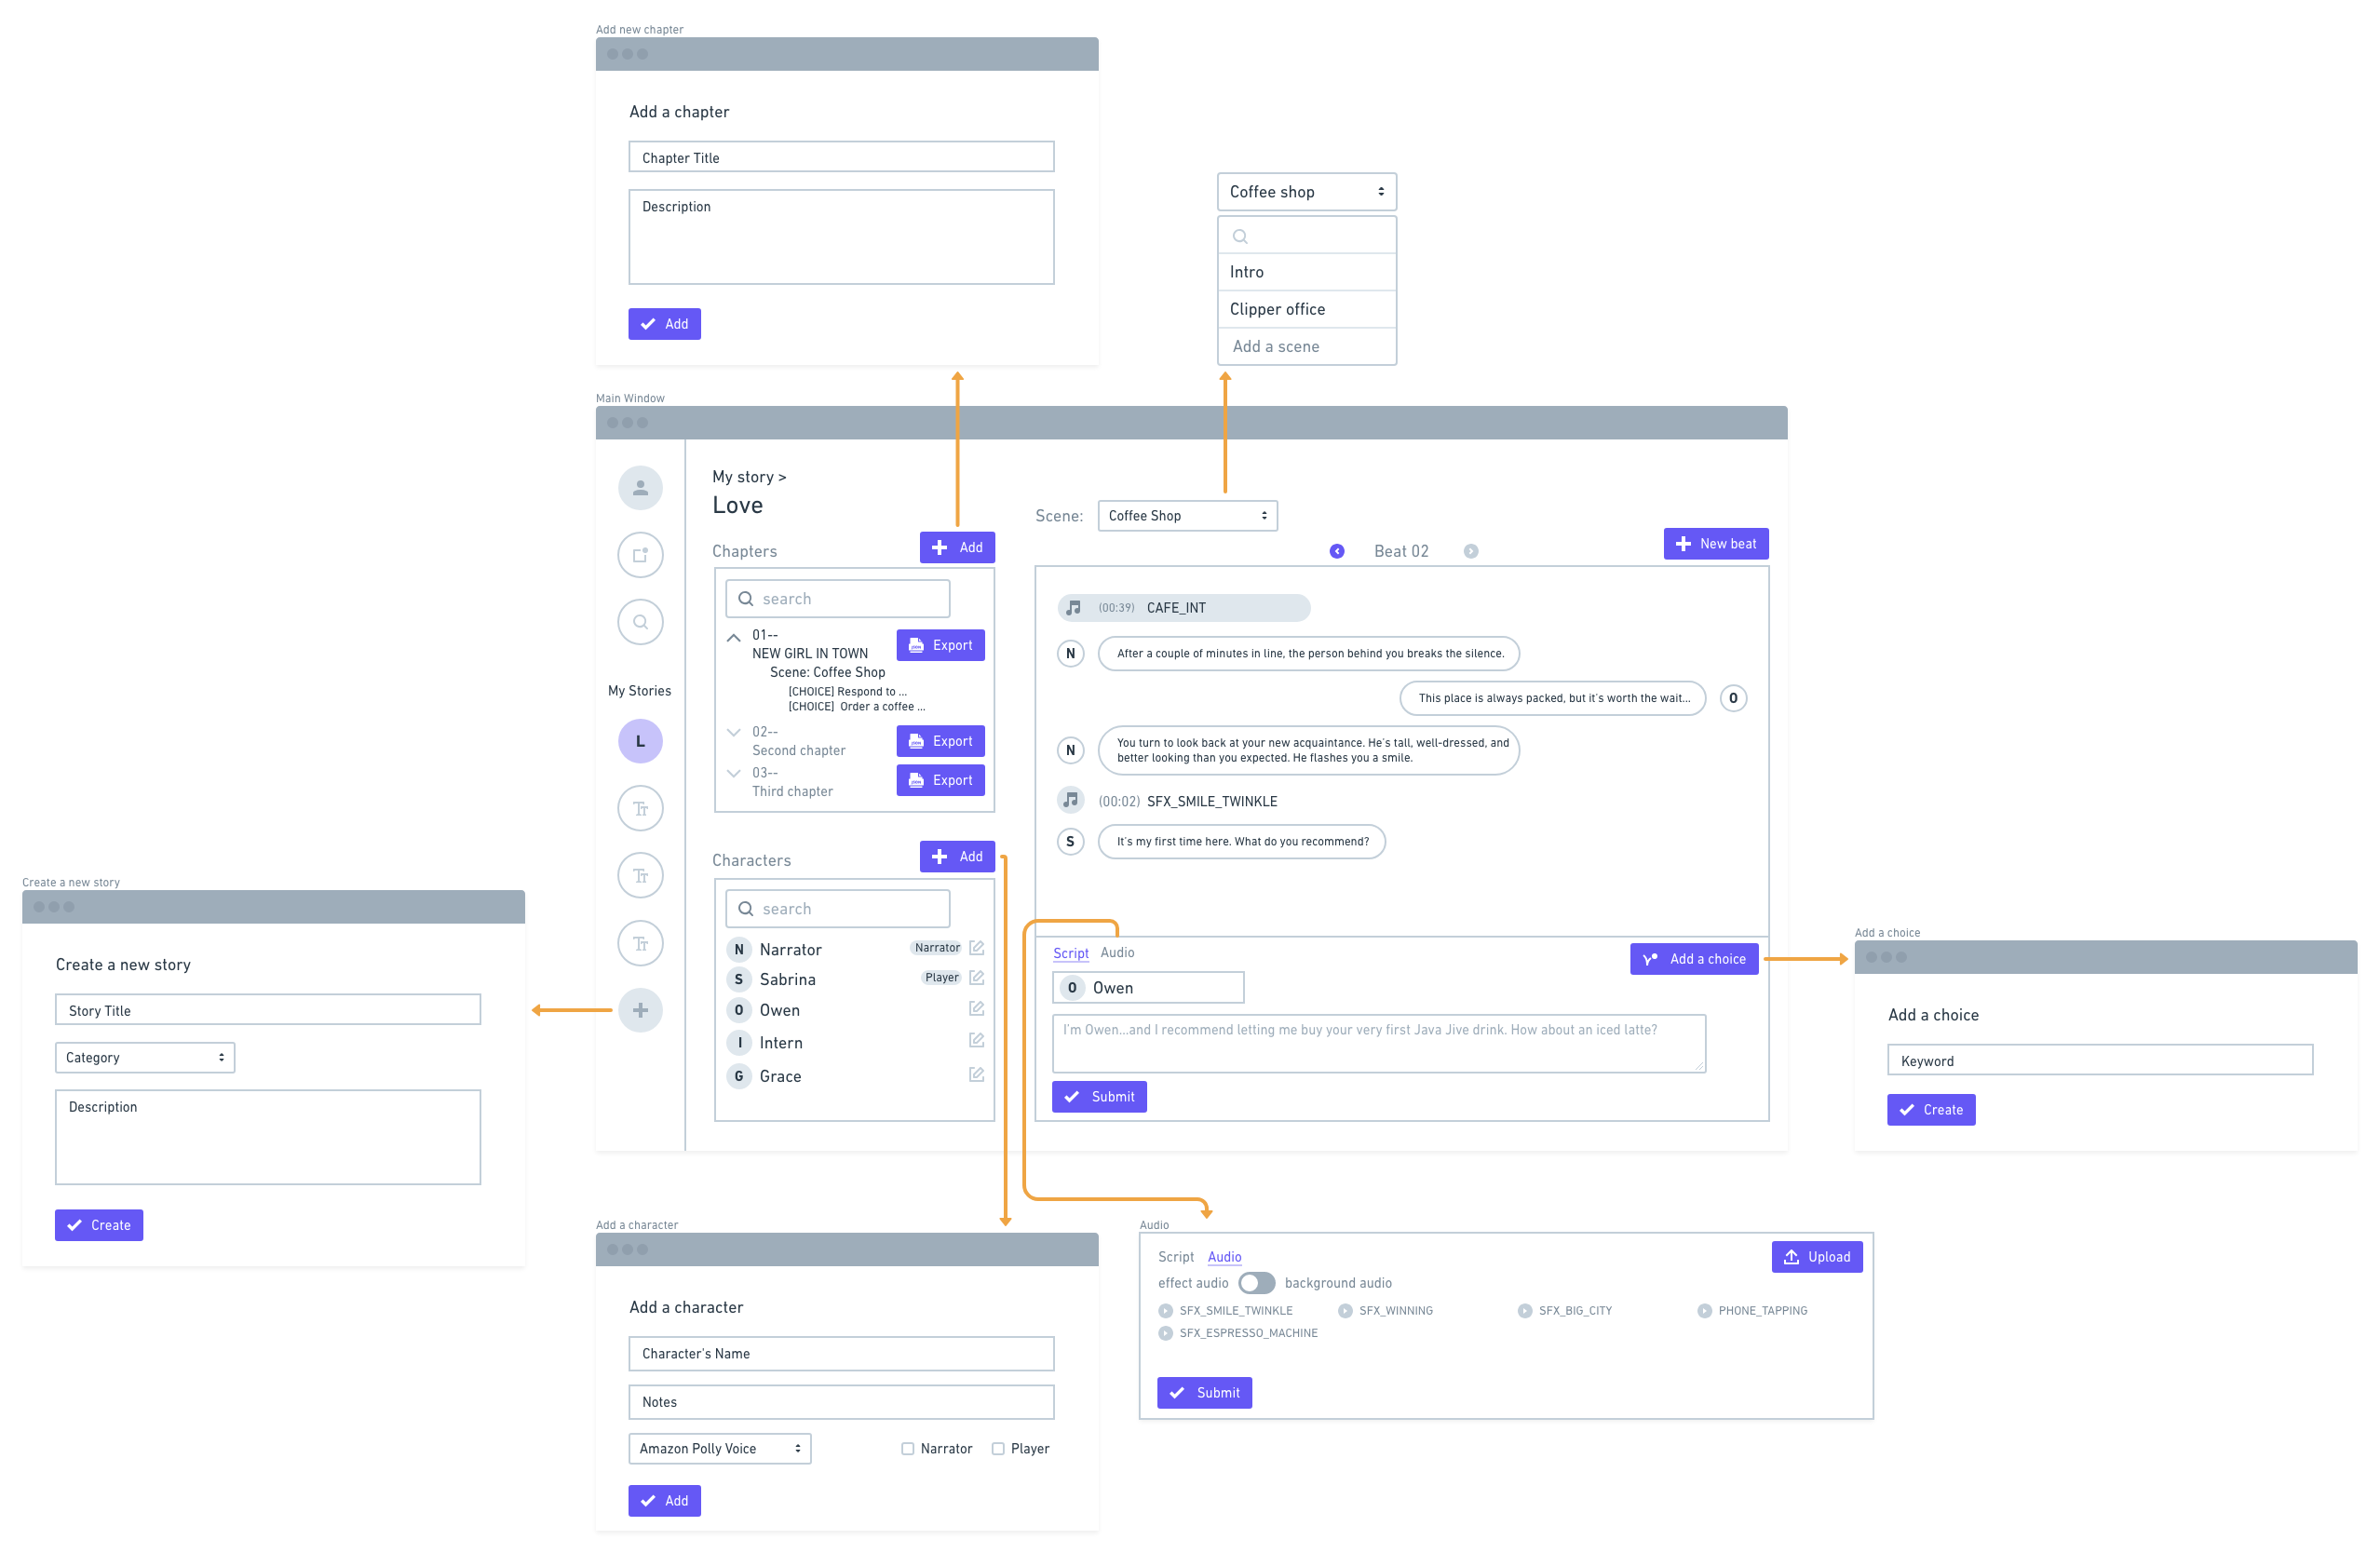 Add new chapter
Add a chapter
Chapter Title
Description
Add
Coffee shop
Intro
Clipper office
Add a scene
Main Window
My Stories
L
Tт
Tт
Tт
My story >
Love
Chapters
Add
search
01--
NEW GIRL IN TOWN
Export
Scene: Coffee Shop
[CHOICE] Respond to ...
[CHOICE] Order a coffee ...
02--
Second chapter
Export
03--
Third chapter
Export
Characters
Add
search
N Narrator Narrator
S Sabrina Player
O Owen
I Intern
G Grace
Scene: Coffee Shop
Beat 02
New beat
(00:39) CAFE_INT
N After a couple of minutes in line, the person behind you breaks the silence.
This place is always packed, but it's worth the wait... O
N You turn to look back at your new acquaintance. He's tall, well-dressed, and
better looking than you expected. He flashes you a smile.
(00:02) SFX_SMILE_TWINKLE
S It's my first time here. What do you recommend?
Script Audio
Add a choice
O Owen
I'm Owen...and I recommend letting me buy your very first Java Jive drink. How about an iced latte?
Submit
Create a new story
Create a new story
Story Title
Category
Description
Create
Add a choice
Add a choice
Keyword
Create
Add a character
Add a character
Character's Name
Notes
Amazon Polly Voice Narrator Player
Add
Audio
Script Audio
Upload
effect audio background audio
SFX_SMILE_TWINKLE SFX_WINNING SFX_BIG_CITY PHONE_TAPPING
SFX_ESPRESSO_MACHINE
Submit